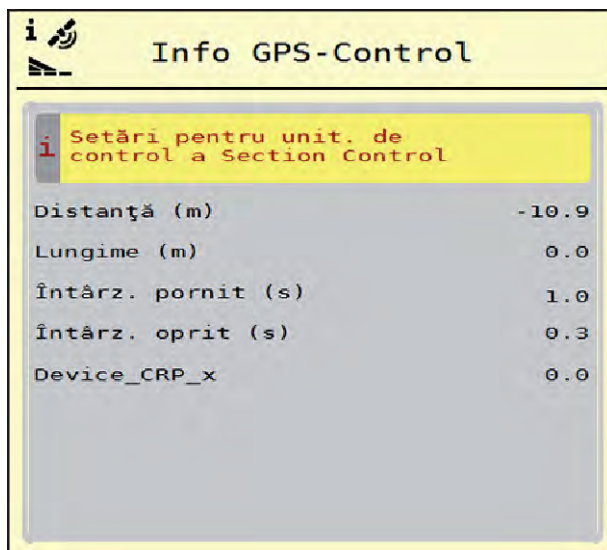 i
Info GPS-Control
i
Setări pentru unit. de
control a Section Control
Distanţă (m) -10.9
Lungime (m) 0.0
Întârz. pornit (s) 1.0
Întârz. oprit (s) 0.3
Device_CRP_x 0.0